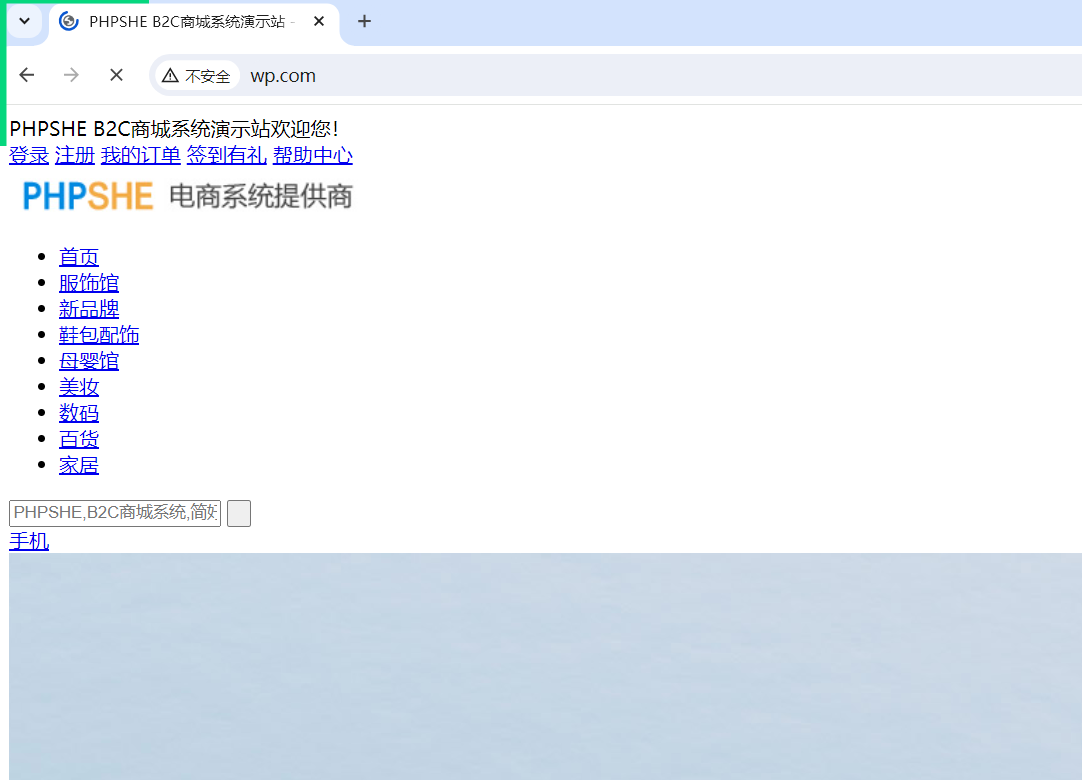 PHPSHE B2C商城系统演示站 -
不安全 wp.com
PHPSHE B2C商城系统演示站欢迎您！
登录 注册 我的订单 签到有礼 帮助中心
PHPSHE 电商系统提供商
首页
服饰馆
新品牌
鞋包配饰
母婴馆
美妆
数码
百货
家居
PHPSHE,B2C商城系统,简
手机